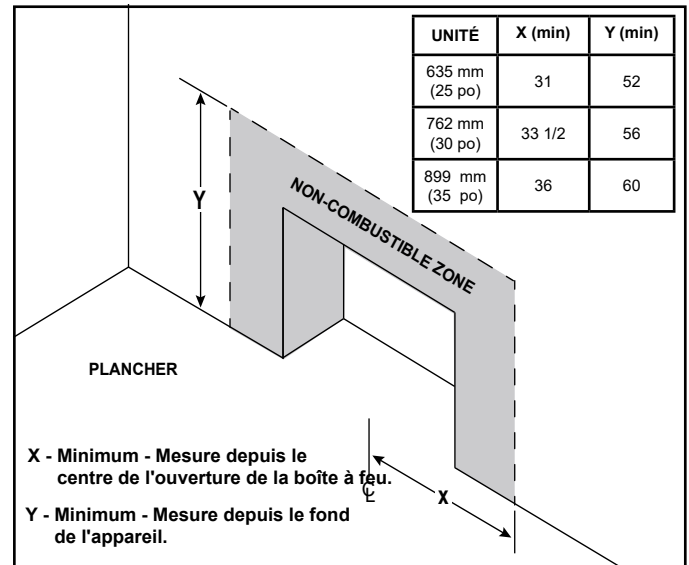 UNITÉ X (min) Y (min)
635 mm (25 po) 31 52
762 mm (30 po) 33 1/2 56
899 mm (35 po) 36 60
Y
NON-COMBUSTIBLE ZONE
PLANCHER
X - Minimum - Mesure depuis le
centre de l'ouverture de la boîte à feu.
℄
X
Y - Minimum - Mesure depuis le fond
de l'appareil.